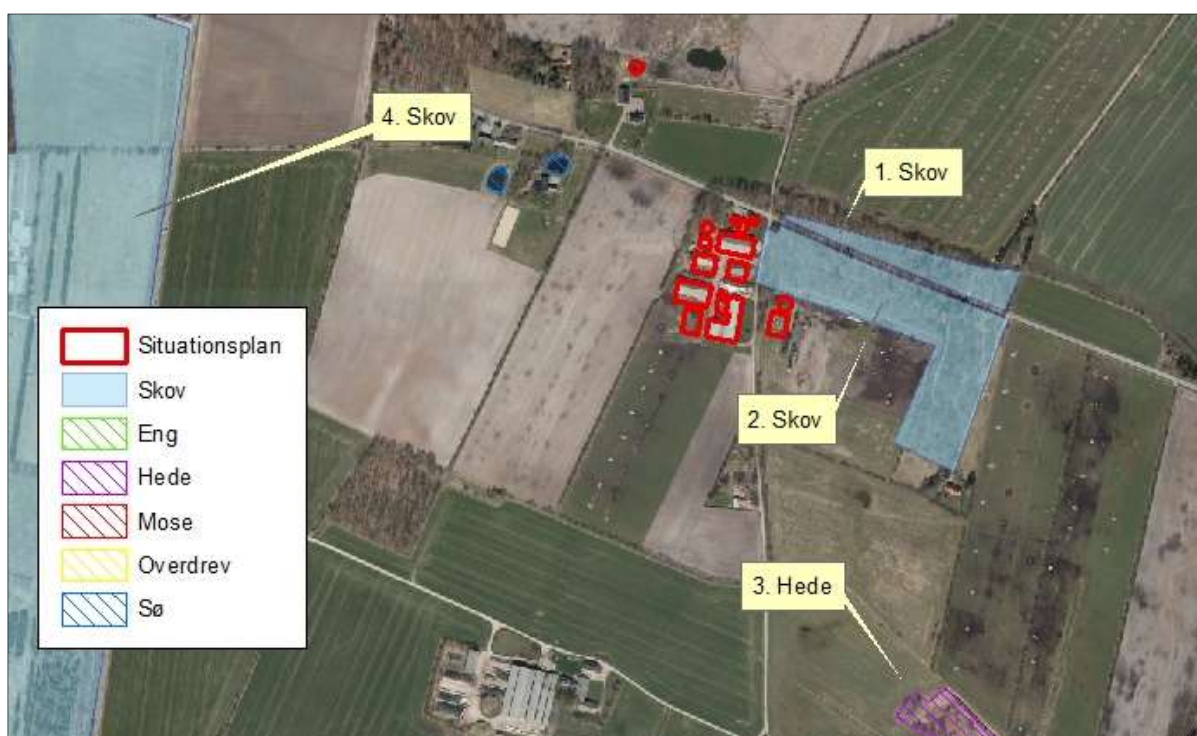 4. Skov
1. Skov
2. Skov
3. Hede
Situationsplan
Skov
Eng
Hede
Mose
Overdrev
Sø